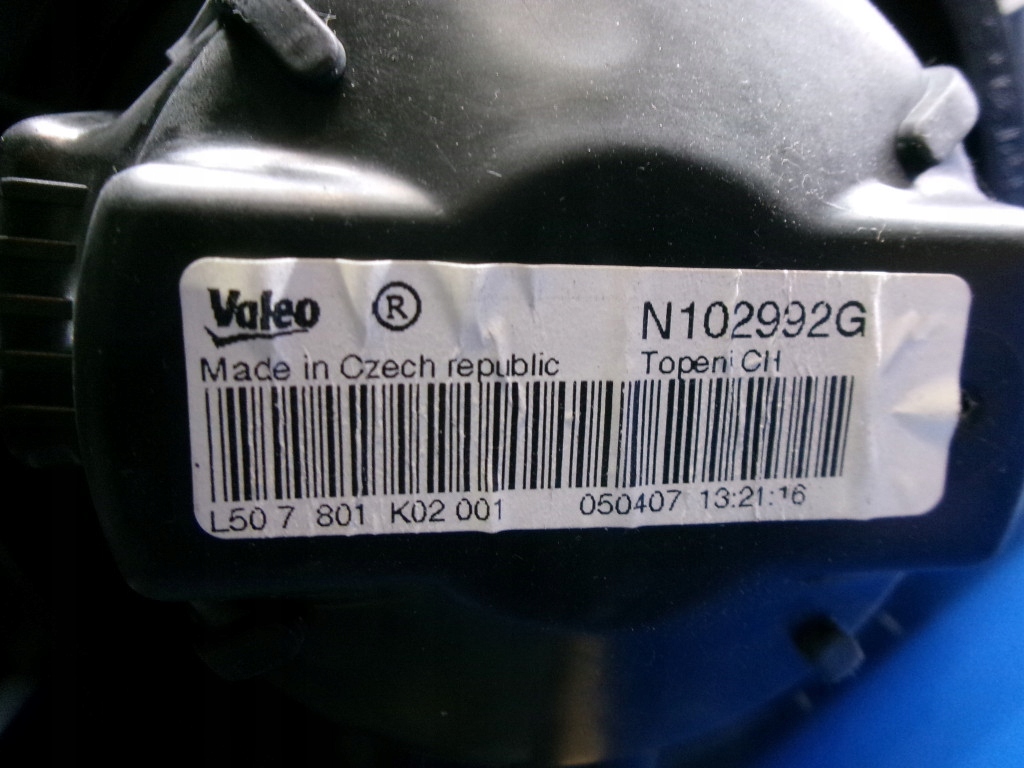 Valeo ® N102992G
Made in Czech republic Topeni CH
L50 7 801 K02 001 050407 13:21:16